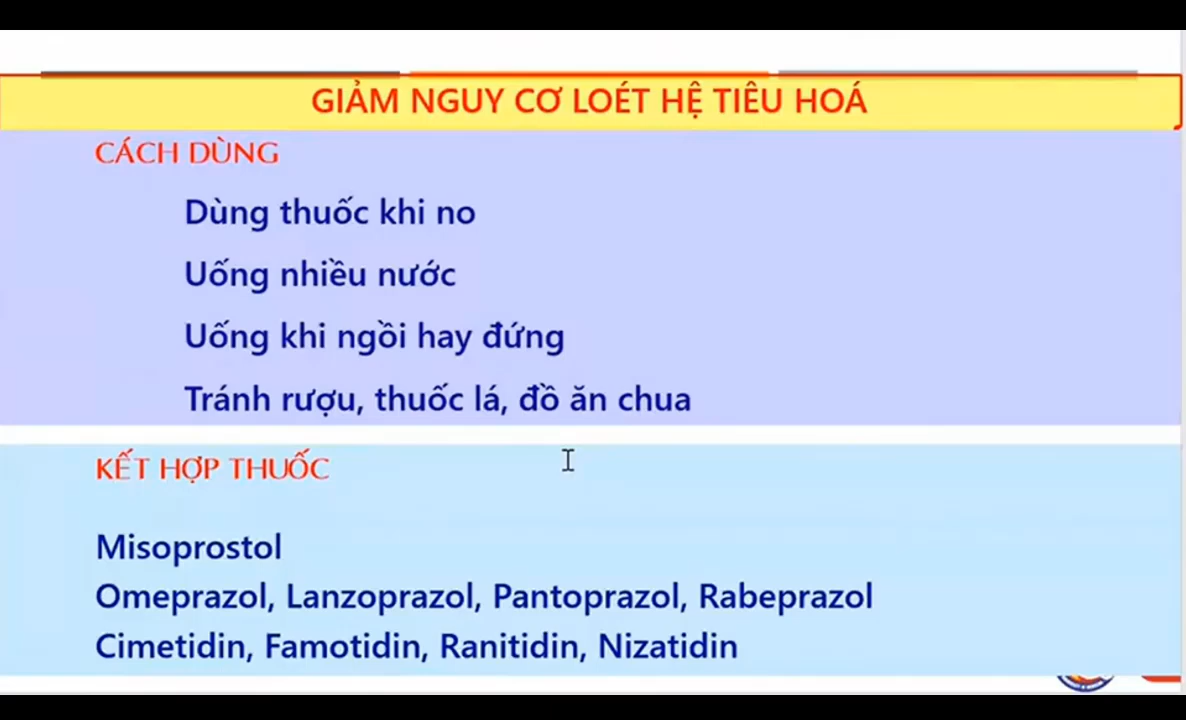 GIẢM NGUY CƠ LOÉT HỆ TIÊU HOÁ
CÁCH DÙNG
Dùng thuốc khi no
Uống nhiều nước
Uống khi ngồi hay đứng
Tránh rượu, thuốc lá, đồ ăn chua
KẾT HỢP THUỐC
Misoprostol
Omeprazol, Lanzoprazol, Pantoprazol, Rabeprazol
Cimetidin, Famotidin, Ranitidin, Nizatidin